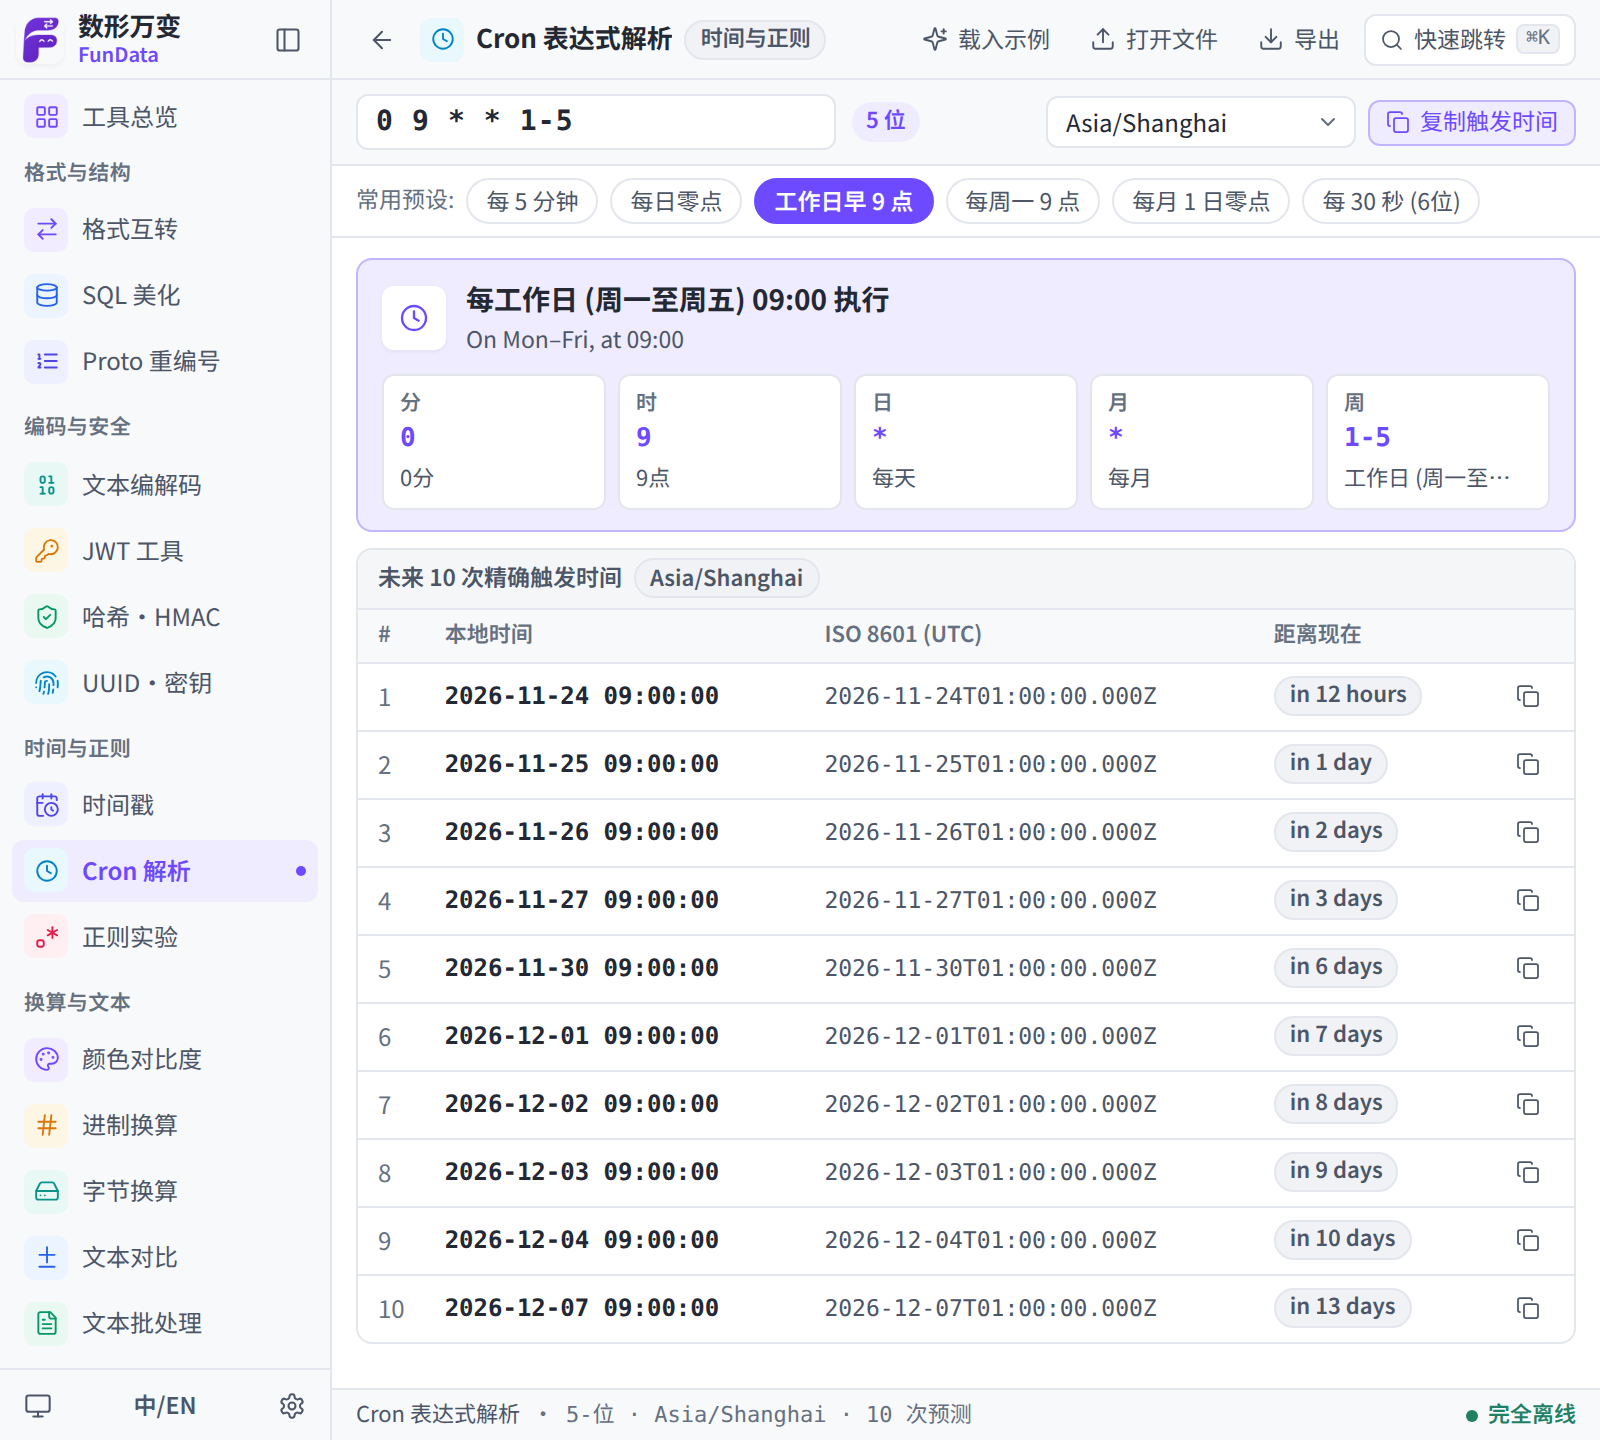 数形万变
FunData
工具总览
格式与结构
格式互转
SQL 美化
Proto 重编号
编码与安全
文本编解码
JWT 工具
哈希・HMAC
UUID・密钥
时间与正则
时间戳
Cron 解析
正则实验
换算与文本
颜色对比度
进制换算
字节换算
文本对比
文本批处理
中/EN
Cron 表达式解析 时间与正则 载入示例 打开文件 导出 快速跳转 ⌘K
0 9 * * 1-5 5 位 Asia/Shanghai 复制触发时间
常用预设: 每 5 分钟 每日零点 工作日早 9 点 每周一 9 点 每月 1 日零点 每 30 秒 (6位)
每工作日 (周一至周五) 09:00 执行
On Mon–Fri, at 09:00
分 时 日 月 周
0 9 * * 1-5
0分 9点 每天 每月 工作日 (周一至…
未来 10 次精确触发时间 Asia/Shanghai
# 本地时间 ISO 8601 (UTC) 距离现在
1 2026-11-24 09:00:00 2026-11-24T01:00:00.000Z in 12 hours
2 2026-11-25 09:00:00 2026-11-25T01:00:00.000Z in 1 day
3 2026-11-26 09:00:00 2026-11-26T01:00:00.000Z in 2 days
4 2026-11-27 09:00:00 2026-11-27T01:00:00.000Z in 3 days
5 2026-11-30 09:00:00 2026-11-30T01:00:00.000Z in 6 days
6 2026-12-01 09:00:00 2026-12-01T01:00:00.000Z in 7 days
7 2026-12-02 09:00:00 2026-12-02T01:00:00.000Z in 8 days
8 2026-12-03 09:00:00 2026-12-03T01:00:00.000Z in 9 days
9 2026-12-04 09:00:00 2026-12-04T01:00:00.000Z in 10 days
10 2026-12-07 09:00:00 2026-12-07T01:00:00.000Z in 13 days
Cron 表达式解析 · 5-位 · Asia/Shanghai · 10 次预测 完全离线